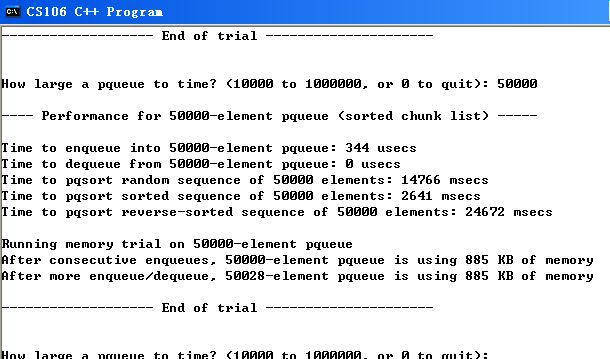 CS106 C++ Program
------------------ End of trial --------------------
How large a pqueue to time? (10000 to 1000000, or 0 to quit): 50000
---- Performance for 50000-element pqueue (sorted chunk list) -----
Time to enqueue into 50000-element pqueue: 344 usecs
Time to dequeue from 50000-element pqueue: 0 usecs
Time to pqsort random sequence of 50000 elements: 14766 msecs
Time to pqsort sorted sequence of 50000 elements: 2641 msecs
Time to pqsort reverse-sorted sequence of 50000 elements: 24672 msecs
Running memory trial on 50000-element pqueue
After consecutive enqueues, 50000-element pqueue is using 885 KB of memory
After more enqueue/dequeue, 50028-element pqueue is using 885 KB of memory
------------------ End of trial --------------------
How large a pqueue to time? (10000 to 1000000, or 0 to quit):